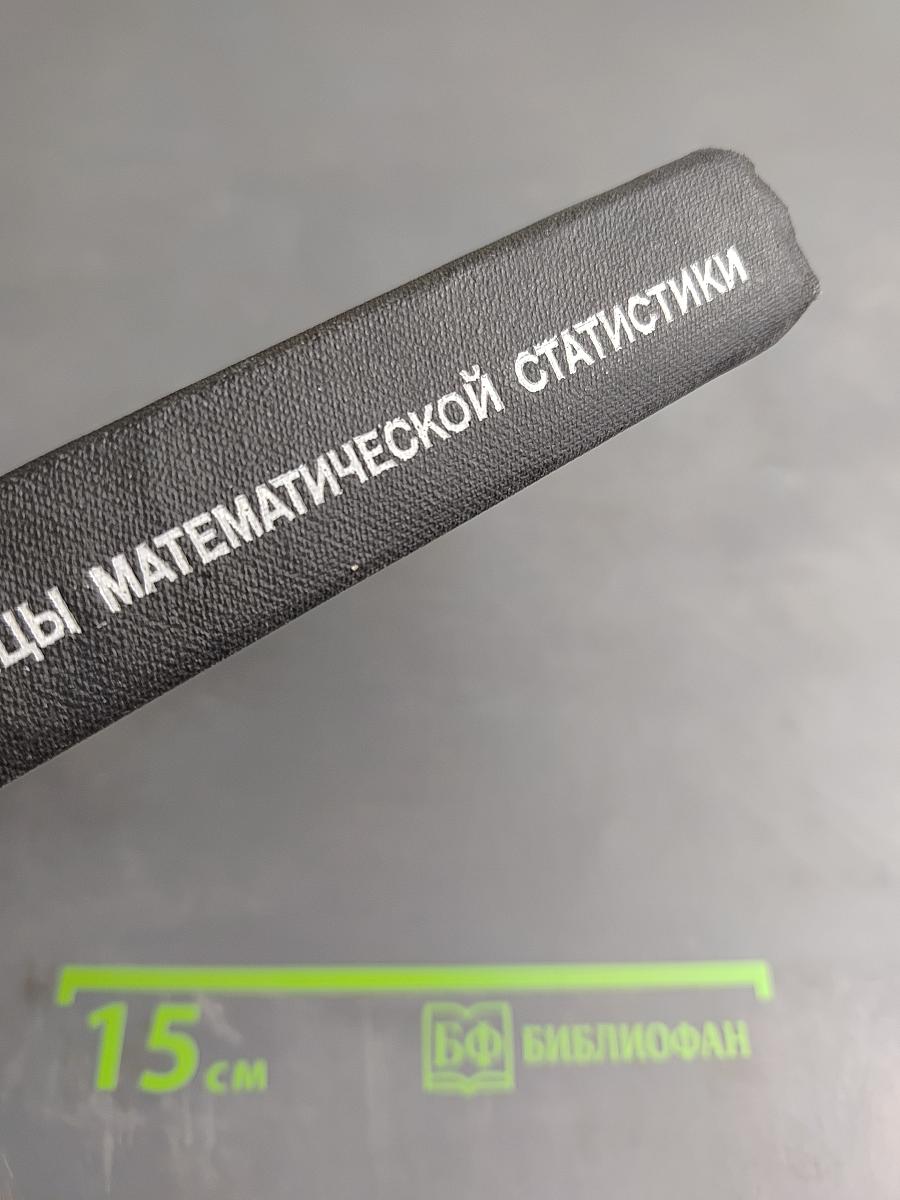 ЦЫ МАТЕМАТИЧЕСКОЙ СТАТИСТИКИ
15 см
БФ БИБЛИОФАН